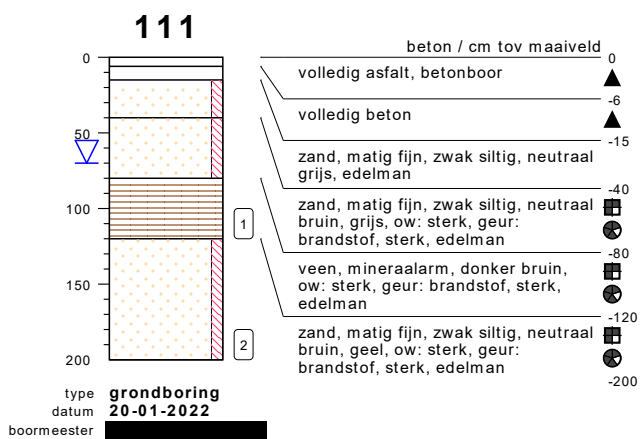 111
beton / cm tov maaiveld
0
0
volledig asfalt, betonboor
-6
volledig beton
-15
zand, matig fijn, zwak siltig, neutraal
grijs, edelman
-40
50
zand, matig fijn, zwak siltig, neutraal
bruin, grijs, ow: sterk, geur:
brandstof, sterk, edelman
-80
100
1
veen, mineraalarm, donker bruin,
ow: sterk, geur: brandstof, sterk,
edelman
-120
150
zand, matig fijn, zwak siltig, neutraal
bruin, geel, ow: sterk, geur:
brandstof, sterk, edelman
-200
2
200
type grondboring
datum 20-01-2022
boormeester